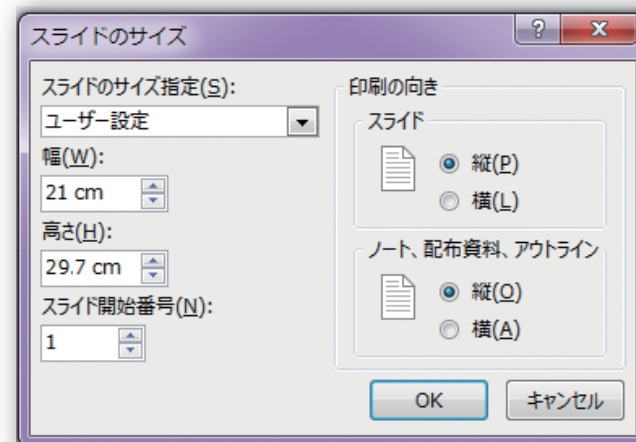 スライドのサイズ
スライドのサイズ指定(S):
ユーザー設定
幅(W):
21 cm
高さ(H):
29.7 cm
スライド開始番号(N):
1
印刷の向き
スライド
縦(P)
横(L)
ノート、配布資料、アウトライン
縦(O)
横(A)
OK
キャンセル